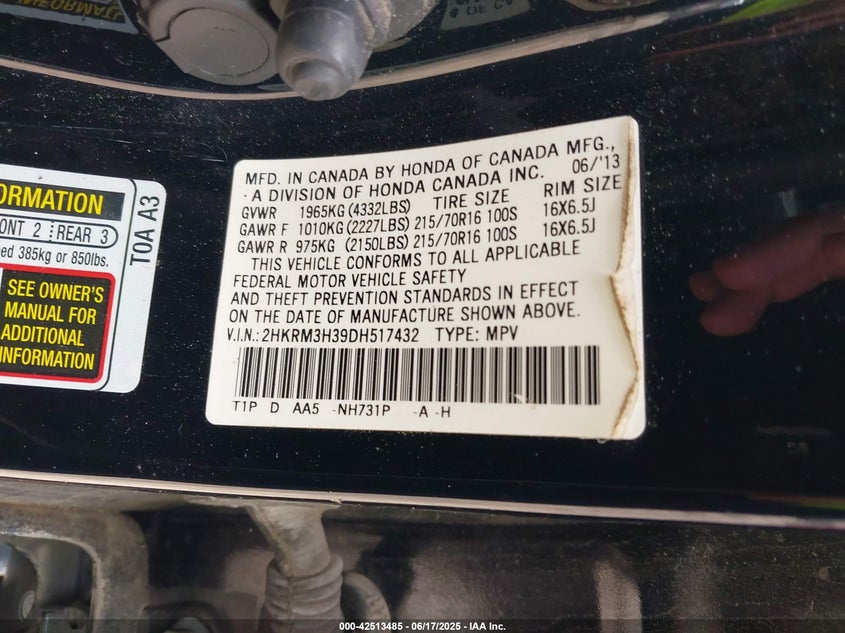 ORMATION
ONT 2 REAR 3
ed 385kg or 850lbs.
SEE OWNER'S
MANUAL FOR
ADDITIONAL
INFORMATION
TOA A3
MFD. IN CANADA BY HONDA OF CANADA MFG.,
A DIVISION OF HONDA CANADA INC. 06/'13
GVWR 1965KG (4332LBS) TIRE SIZE RIM SIZE
GAWR F 1010KG (2227LBS) 215/70R16 100S 16X6.5J
GAWR R 975KG (2150LBS) 215/70R16 100S 16X6.5J
THIS VEHICLE CONFORMS TO ALL APPLICABLE
FEDERAL MOTOR VEHICLE SAFETY
AND THEFT PREVENTION STANDARDS IN EFFECT
ON THE DATE OF MANUFACTURE SHOWN ABOVE.
V.I.N.:2HKRM3H39DH517432 TYPE: MPV
T1P D AA5 -NH731P -A -H
000-42513485 - 06/17/2025 - IAA Inc.